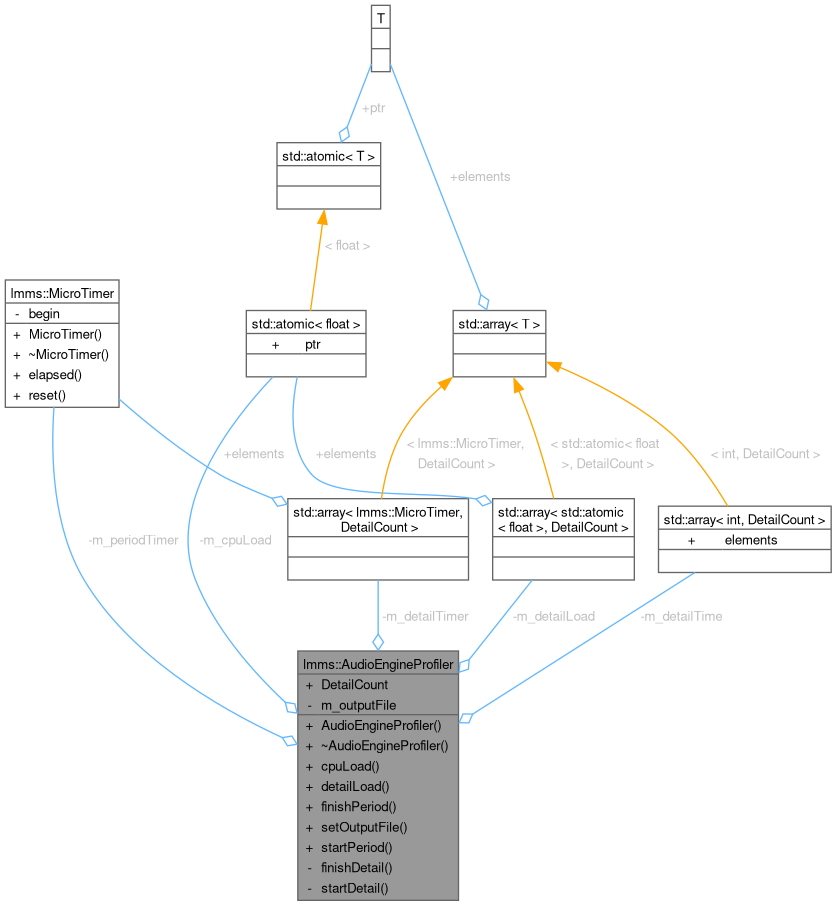 T
+ptr
std::atomic< T >
+elements
< float >
lmms::MicroTimer
- begin
+ MicroTimer()
+ ~MicroTimer()
+ elapsed()
+ reset()
std::atomic< float >
+ ptr
std::array< T >
+elements
+elements
< lmms::MicroTimer,
DetailCount >
< std::atomic< float
>, DetailCount >
< int, DetailCount >
-m_periodTimer
-m_cpuLoad
std::array< lmms::MicroTimer,
DetailCount >
std::array< std::atomic
< float >, DetailCount >
std::array< int, DetailCount >
+ elements
-m_detailTimer
-m_detailLoad
-m_detailTime
lmms::AudioEngineProfiler
+ DetailCount
- m_outputFile
+ AudioEngineProfiler()
+ ~AudioEngineProfiler()
+ cpuLoad()
+ detailLoad()
+ finishPeriod()
+ setOutputFile()
+ startPeriod()
- finishDetail()
- startDetail()